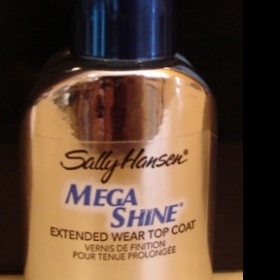 Sally Hansen®
MEGA
SHINE®
EXTENDED WEAR TOP COAT
VERNIS DE FINITION
POUR TENUE PROLONGÉE